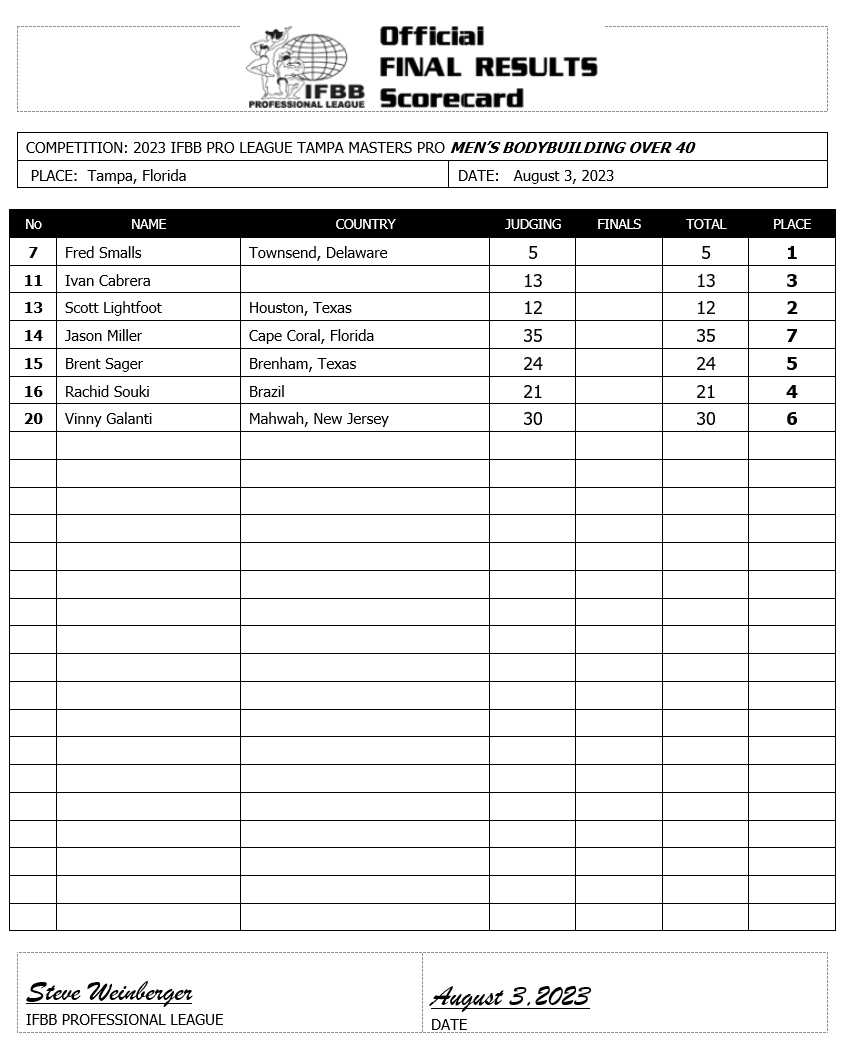 Official
FINAL RESULTS
Scorecard
IFBB
PROFESSIONAL LEAGUE
COMPETITION: 2023 IFBB PRO LEAGUE TAMPA MASTERS PRO MEN'S BODYBUILDING OVER 40
PLACE: Tampa, Florida DATE: August 3, 2023
No NAME COUNTRY JUDGING FINALS TOTAL PLACE
7 Fred Smalls Townsend, Delaware 5 5 1
11 Ivan Cabrera 13 13 3
13 Scott Lightfoot Houston, Texas 12 12 2
14 Jason Miller Cape Coral, Florida 35 35 7
15 Brent Sager Brenham, Texas 24 24 5
16 Rachid Souki Brazil 21 21 4
20 Vinny Galanti Mahwah, New Jersey 30 30 6
Steve Weinberger August 3, 2023
IFBB PROFESSIONAL LEAGUE DATE